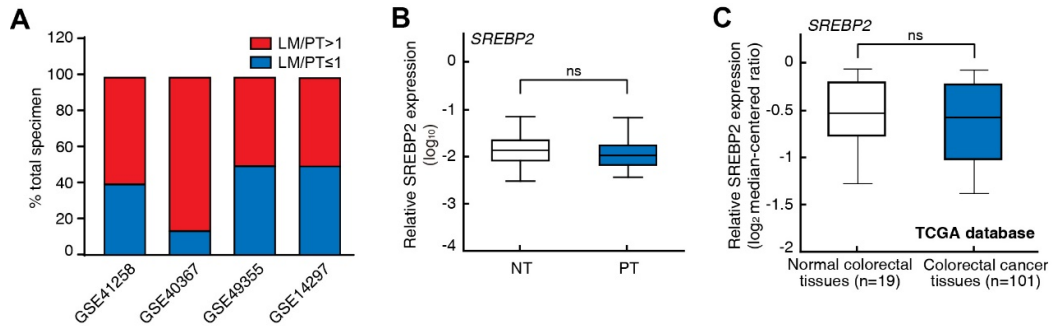 A
120
100
80
60
40
20
0
% total specimen
LM/PT>1
LM/PT≤1
GSE41258
GSE40367
GSE49355
GSE14297
B
SREBP2
0
-1
-2
-3
-4
Relative SREBP2 expression
(log₁₀)
ns
NT
PT
C
SREBP2
0
-0.5
-1
-1.5
-2
Relative SREBP2 expression
(log₂ median-centered ratio)
ns
TCGA database
Normal colorectal
tissues (n=19)
Colorectal cancer
tissues (n=101)